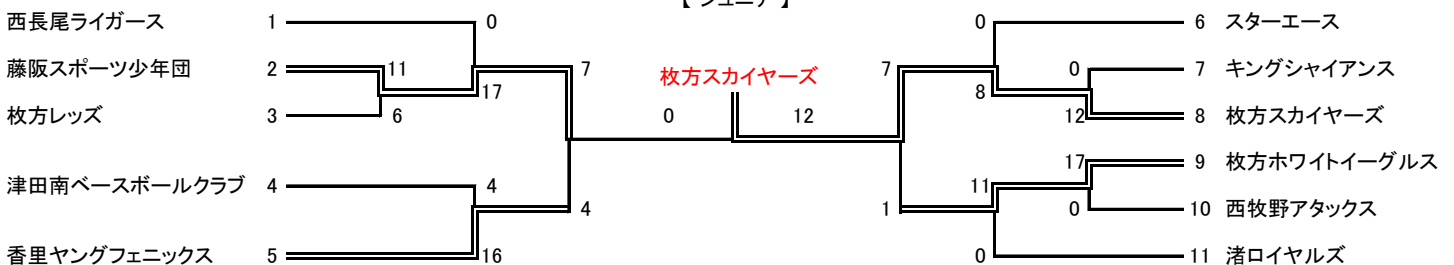 【 ジュニア 】
西長尾ライガース 1 0 0 6 スターエース
藤阪スポーツ少年団 2 11 7 枚方スカイヤーズ 7 0 7 キングシャイアンス
17 8
枚方レッズ 3 6 0 12 12 8 枚方スカイヤーズ
17 9 枚方ホワイトイーグルス
津田南ベースボールクラブ 4 4 11
4 1 0 10 西牧野アタックス
香里ヤングフェニックス 5 16 0 11 渚ロイヤルズ